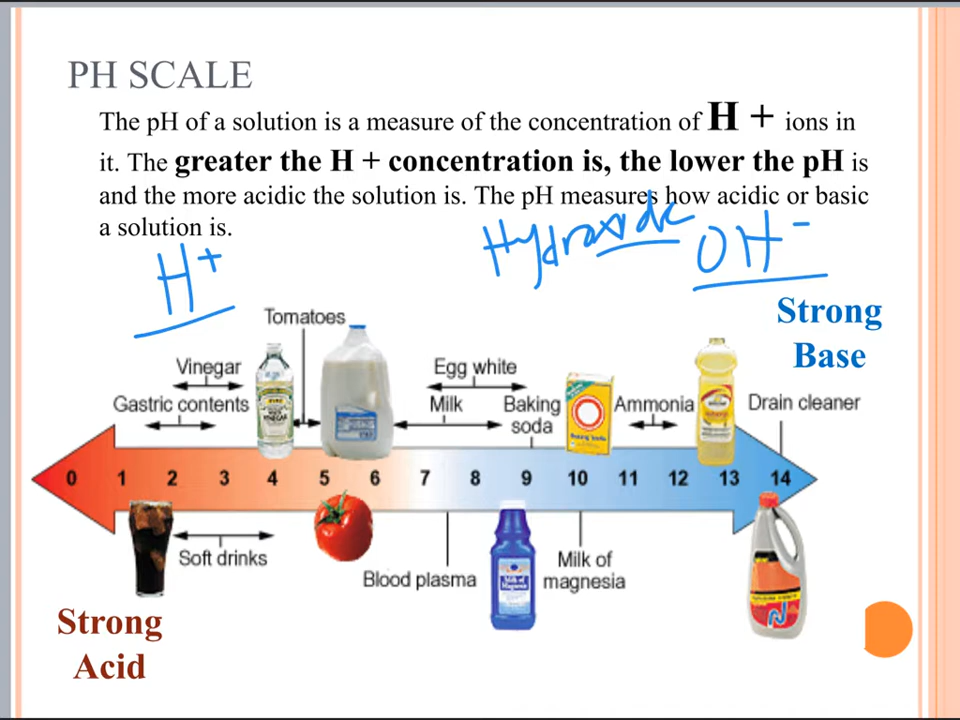 PH SCALE
The pH of a solution is a measure of the concentration of H + ions in
it. The greater the H + concentration is, the lower the pH is
and the more acidic the solution is. The pH measures how acidic or basic
a solution is.
H+
Hydroxide OH-
Strong
Base
Tomatoes
Vinegar
Egg white
Gastric contents
Milk
Baking
soda
Ammonia
Drain cleaner
0 1 2 3 4 5 6 7 8 9 10 11 12 13 14
Soft drinks
Blood plasma
Milk of
magnesia
Strong
Acid